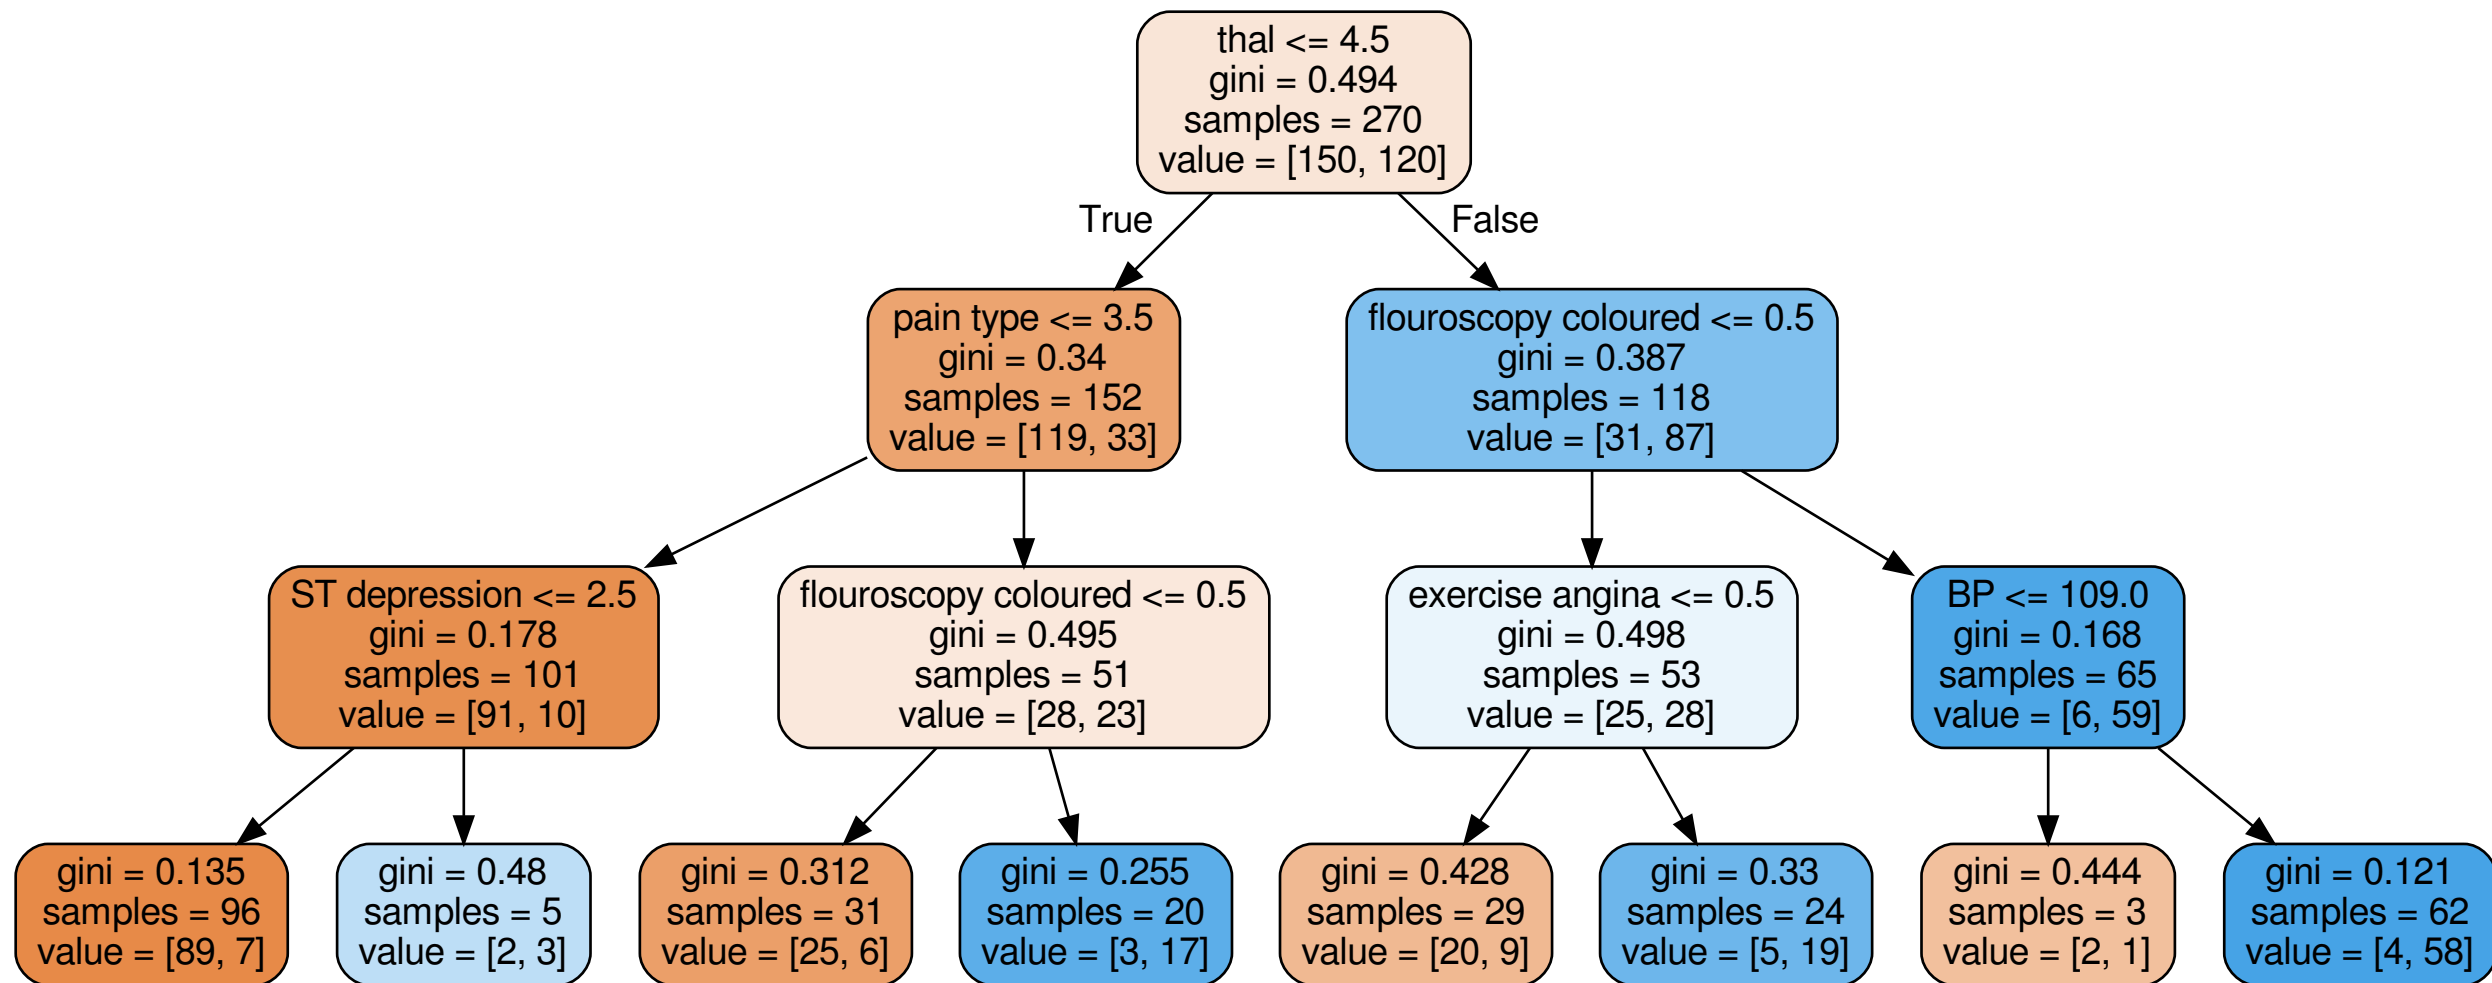 thal <= 4.5
gini = 0.494
samples = 270
value = [150, 120]
True
False
pain type <= 3.5
gini = 0.34
samples = 152
value = [119, 33]
flouroscopy coloured <= 0.5
gini = 0.387
samples = 118
value = [31, 87]
ST depression <= 2.5
gini = 0.178
samples = 101
value = [91, 10]
flouroscopy coloured <= 0.5
gini = 0.495
samples = 51
value = [28, 23]
exercise angina <= 0.5
gini = 0.498
samples = 53
value = [25, 28]
BP <= 109.0
gini = 0.168
samples = 65
value = [6, 59]
gini = 0.135
samples = 96
value = [89, 7]
gini = 0.48
samples = 5
value = [2, 3]
gini = 0.312
samples = 31
value = [25, 6]
gini = 0.255
samples = 20
value = [3, 17]
gini = 0.428
samples = 29
value = [20, 9]
gini = 0.33
samples = 24
value = [5, 19]
gini = 0.444
samples = 3
value = [2, 1]
gini = 0.121
samples = 62
value = [4, 58]